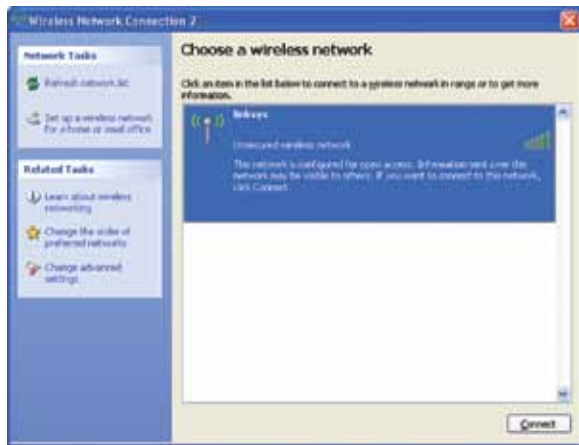 Wireless Network Connection 2
Network Tasks
Refresh network list
Set up a wireless network
for a home or small office
Related Tasks
Learn about wireless
networking
Change the order of
preferred networks
Change advanced
settings
Choose a wireless network
Click an item in the list below to connect to a wireless network in range or to get more
information.
linksys
Unsecured wireless network
This network is configured for open access. Information sent over this
network may be visible to others. If you want to connect to this network,
click Connect.
Connect